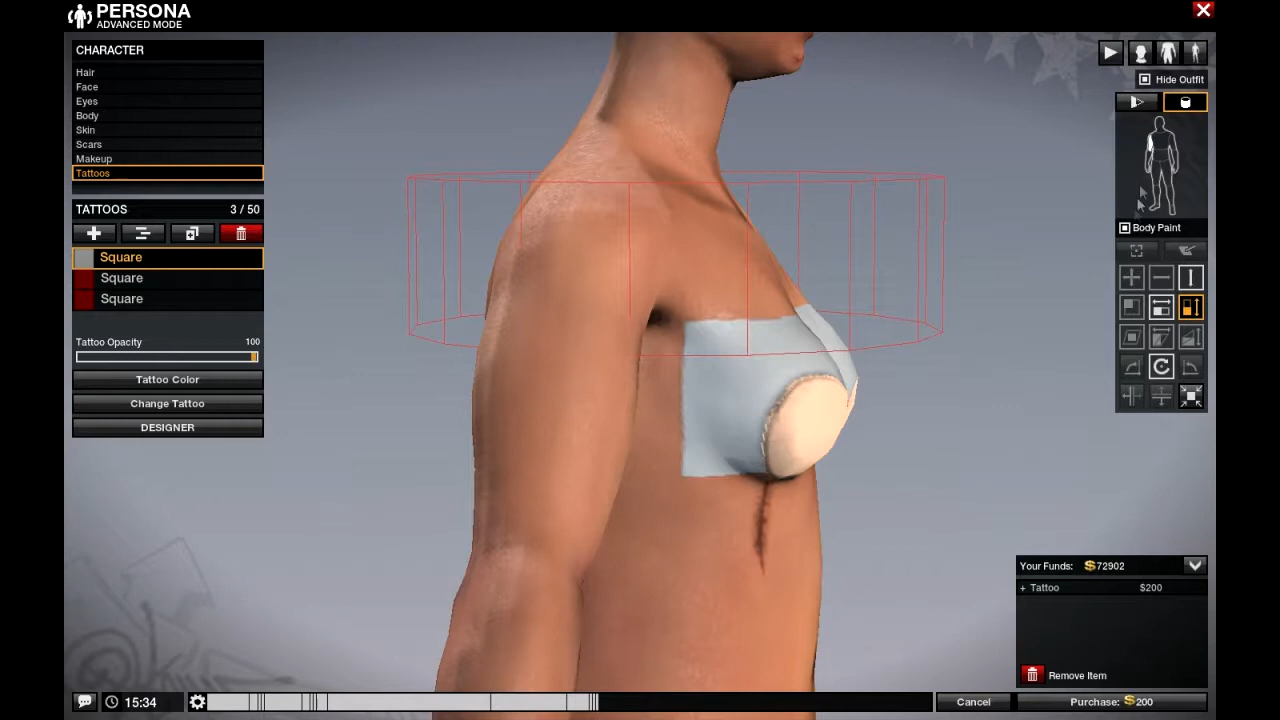 PERSONA
ADVANCED MODE
CHARACTER
Hair
Face
Eyes
Body
Skin
Scars
Makeup
Tattoos
TATTOOS 3 / 50
Square
Square
Square
Tattoo Opacity 100
Tattoo Color
Change Tattoo
DESIGNER
Hide Outfit
Body Paint
Your Funds: $72902
+ Tattoo $200
Remove Item
15:34
Cancel
Purchase: $200